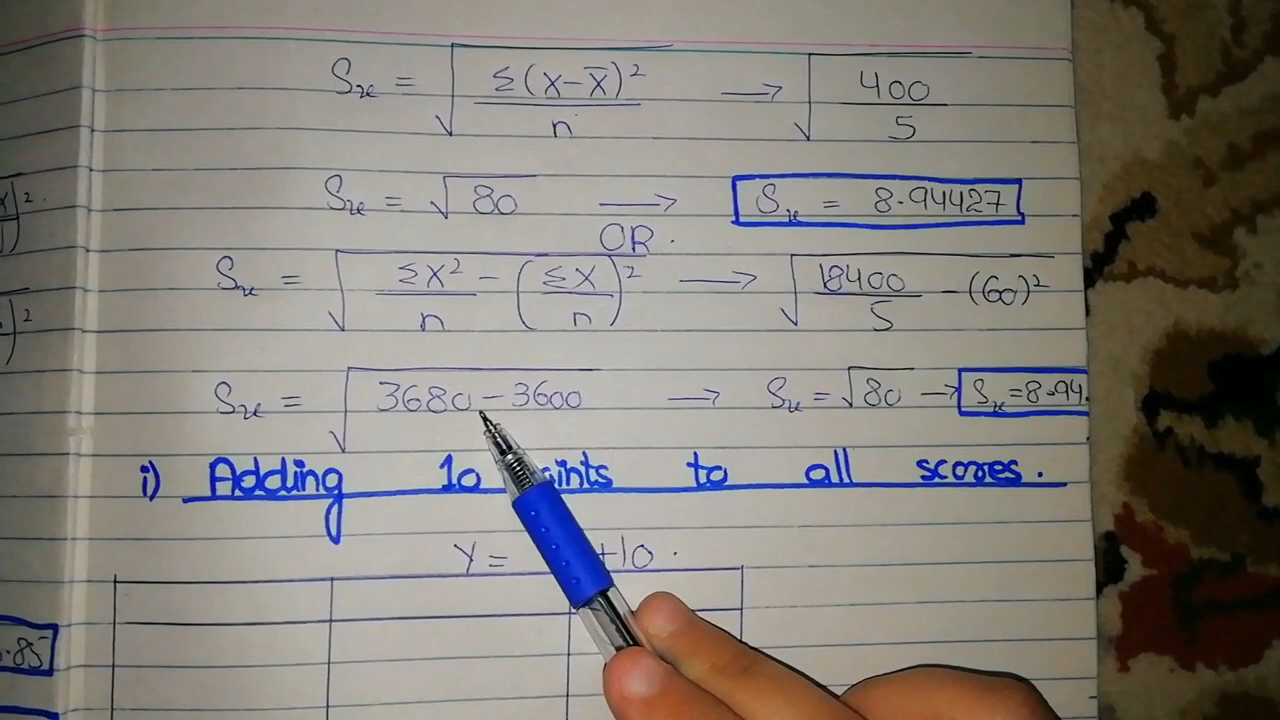 Sx = √(Σ(X−X̄)²/n) → √(400/5)
Sx = √80 → Sx = 8.94427
OR.
Sx = √(ΣX²/n − (ΣX/n)²) → √(18400/5 − (60)²)
Sx = √(3680 − 3600) → Sx = √80 → Sx = 8.94
i) Adding 10 to all scores.
Y = +10.
.85